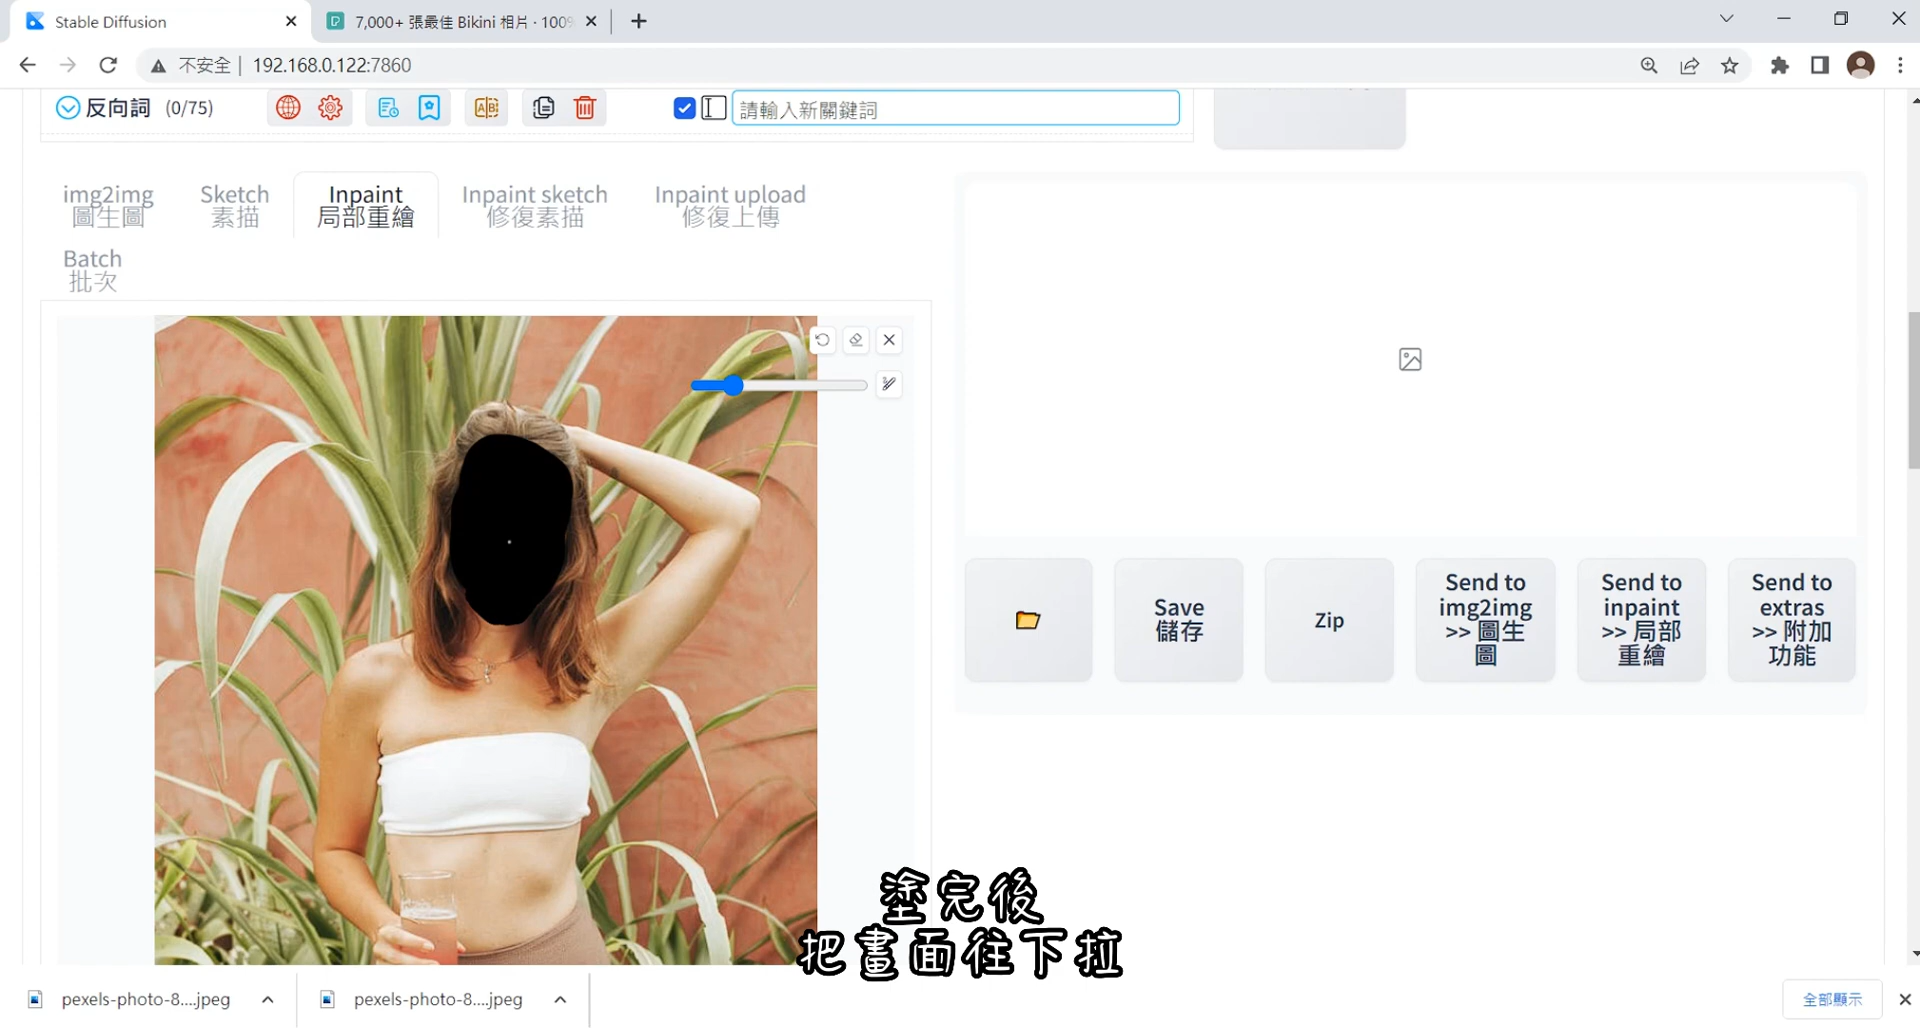 Stable Diffusion
7,000+ 張最佳 Bikini 相片 · 100%
不安全 | 192.168.0.122:7860
反向詞 (0/75)
請輸入新關鍵詞
img2img
圖生圖
Sketch
素描
Inpaint
局部重繪
Inpaint sketch
修復素描
Inpaint upload
修復上傳
Batch
批次
Save
儲存
Zip
Send to
img2img
>> 圖生
圖
Send to
inpaint
>> 局部
重繪
Send to
extras
>> 附加
功能
塗完後
把畫面往下拉
pexels-photo-8....jpeg
pexels-photo-8....jpeg
全部顯示